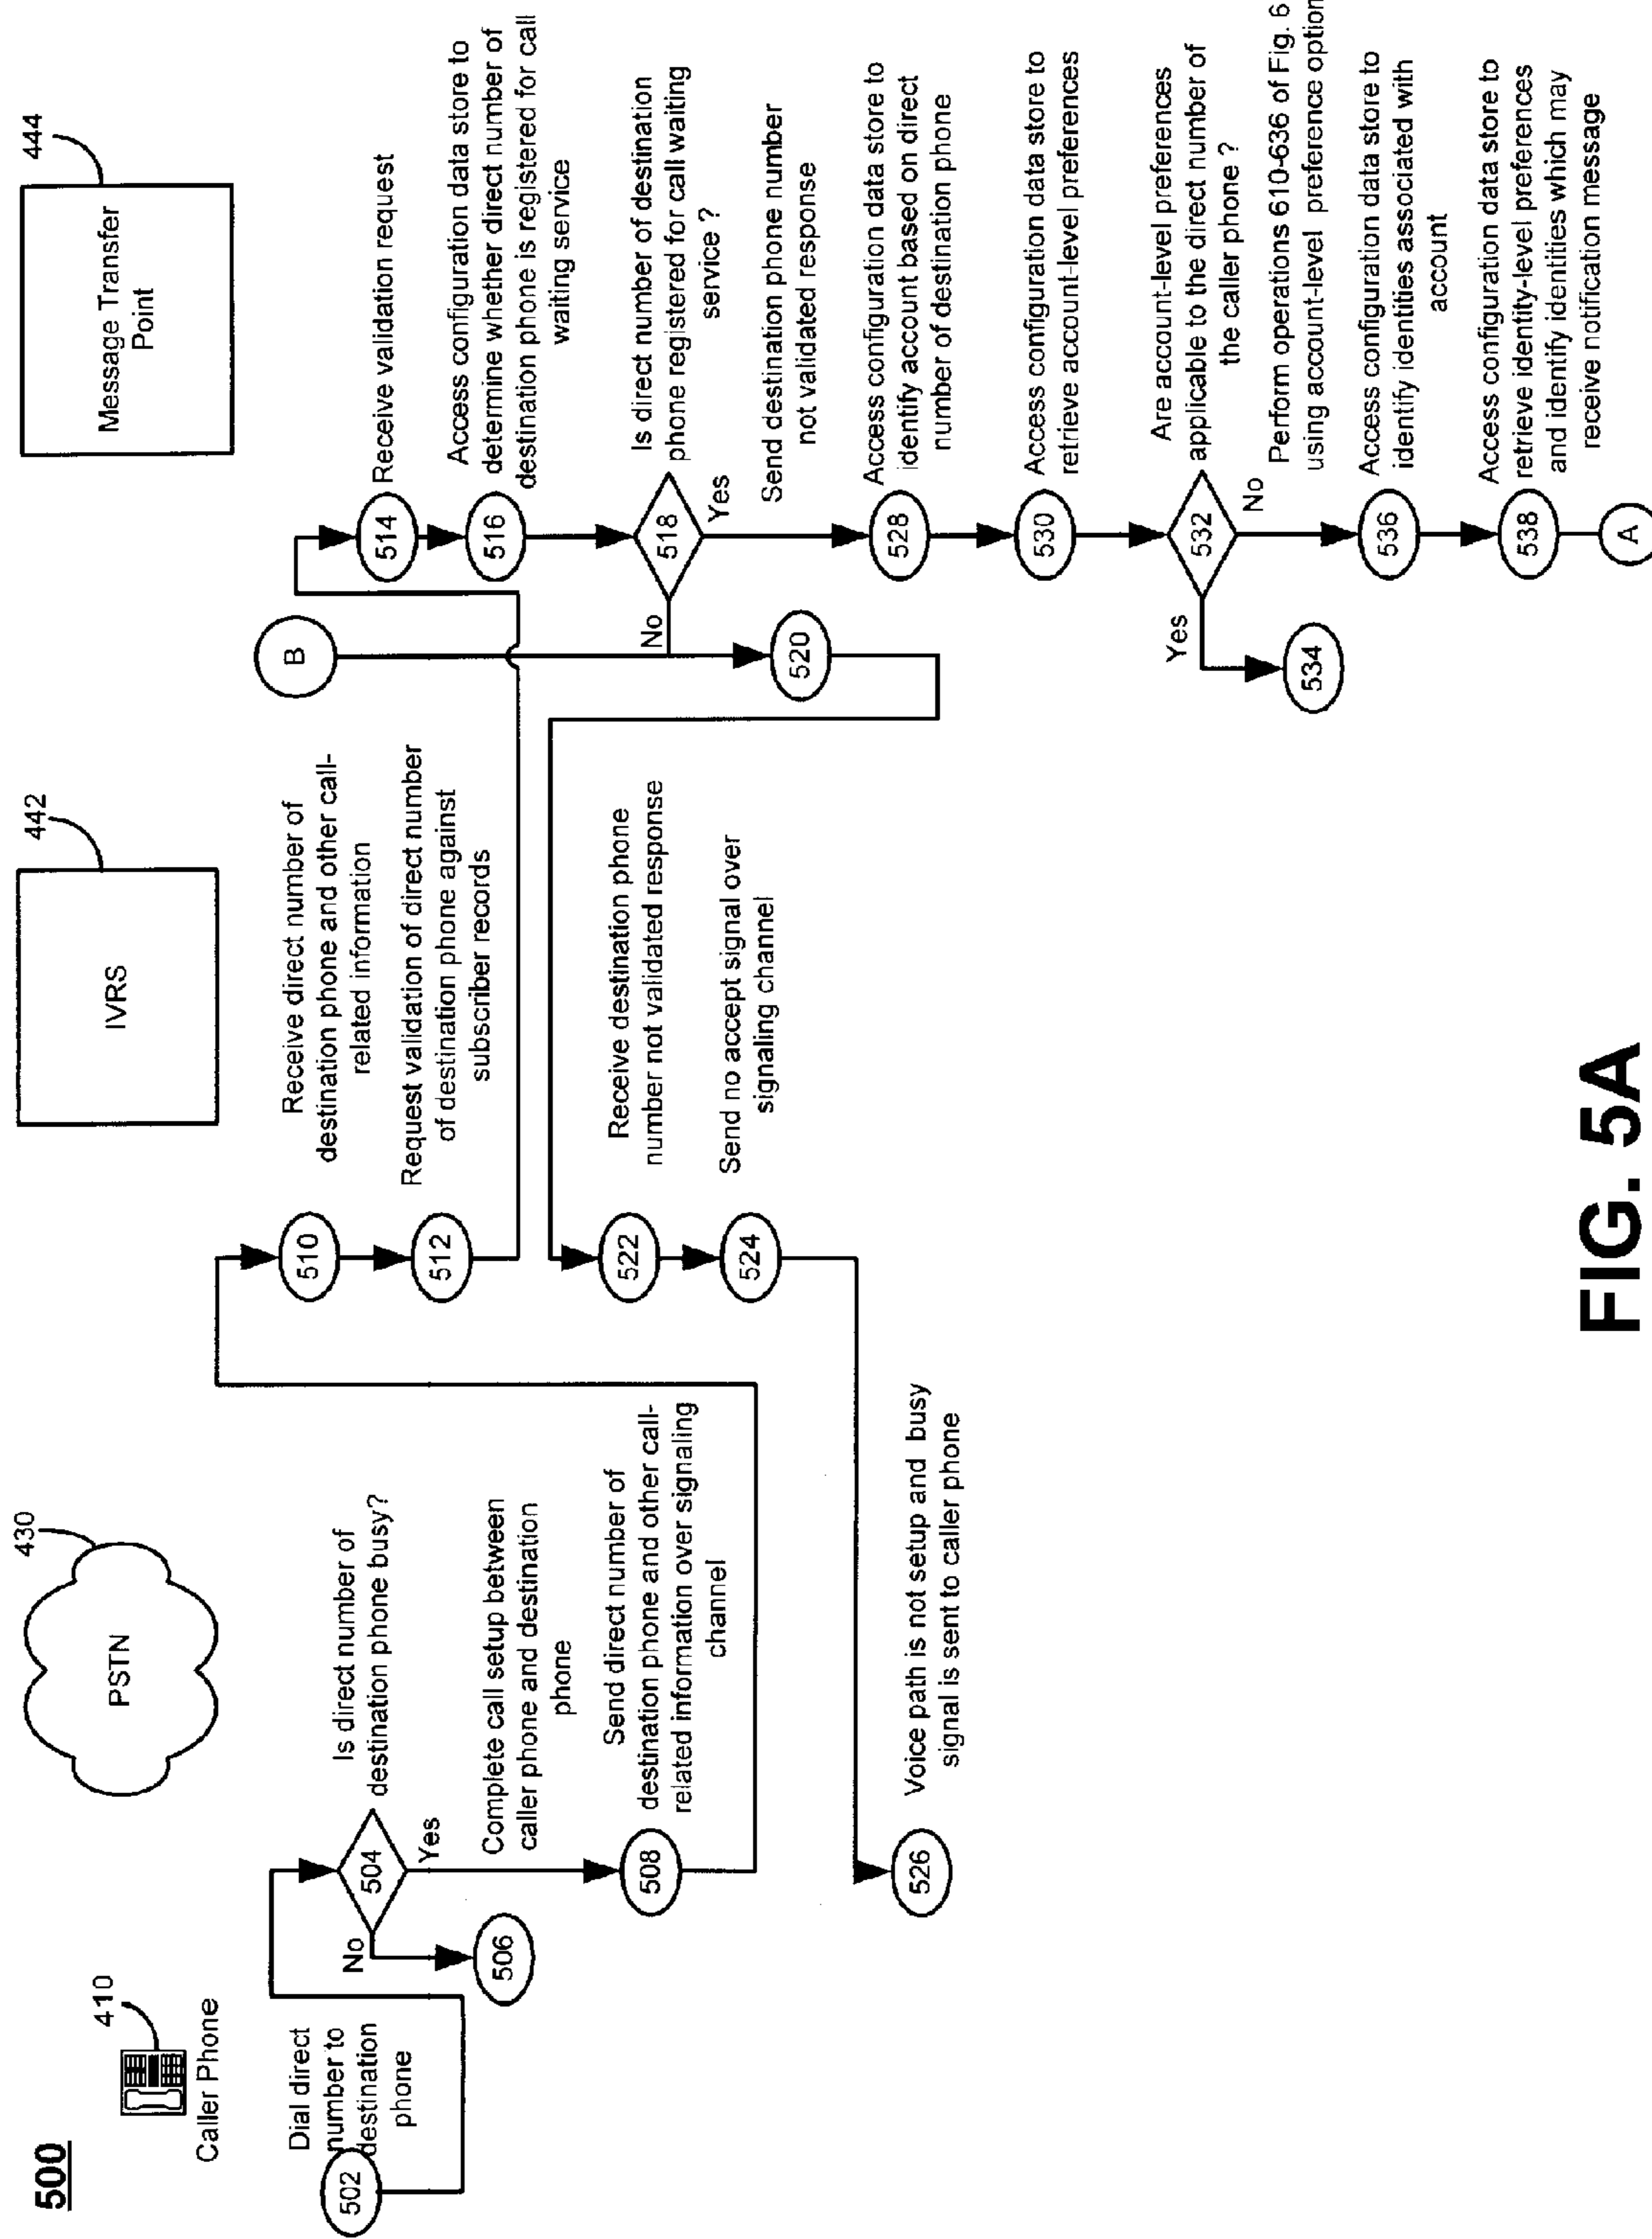 500
410
Caller Phone
430
PSTN
442
IVRS
444
Message Transfer
Point
502
Dial direct
number to
destination
phone
504
Is direct number of
destination phone busy?
No
Yes
506
Complete call setup between
caller phone and destination
phone
508
Send direct number of
destination phone and other call-
related information over signaling
channel
510
Receive direct number of
destination phone and other call-
related information
512
Request validation of direct number
of destination phone against
subscriber records
B
514
Receive validation request
516
Access configuration data store to
determine whether direct number of
destination phone is registered for call
waiting service
518
Is direct number of destination
phone registered for call waiting
service ?
No
Yes
520
Send destination phone number
not validated response
522
Receive destination phone
number not validated response
524
Send no accept signal over
signaling channel
526
Voice path is not setup and busy
signal is sent to caller phone
528
Access configuration data store to
identify account based on direct
number of destination phone
530
Access configuration data store to
retrieve account-level preferences
532
Are account-level preferences
applicable to the direct number of
the caller phone ?
Yes
No
534
Perform operations 610-636 of Fig. 6
using account-level preference option
536
Access configuration data store to
identify identities associated with
account
538
Access configuration data store to
retrieve identity-level preferences
and identify identities which may
receive notification message
A
FIG. 5A